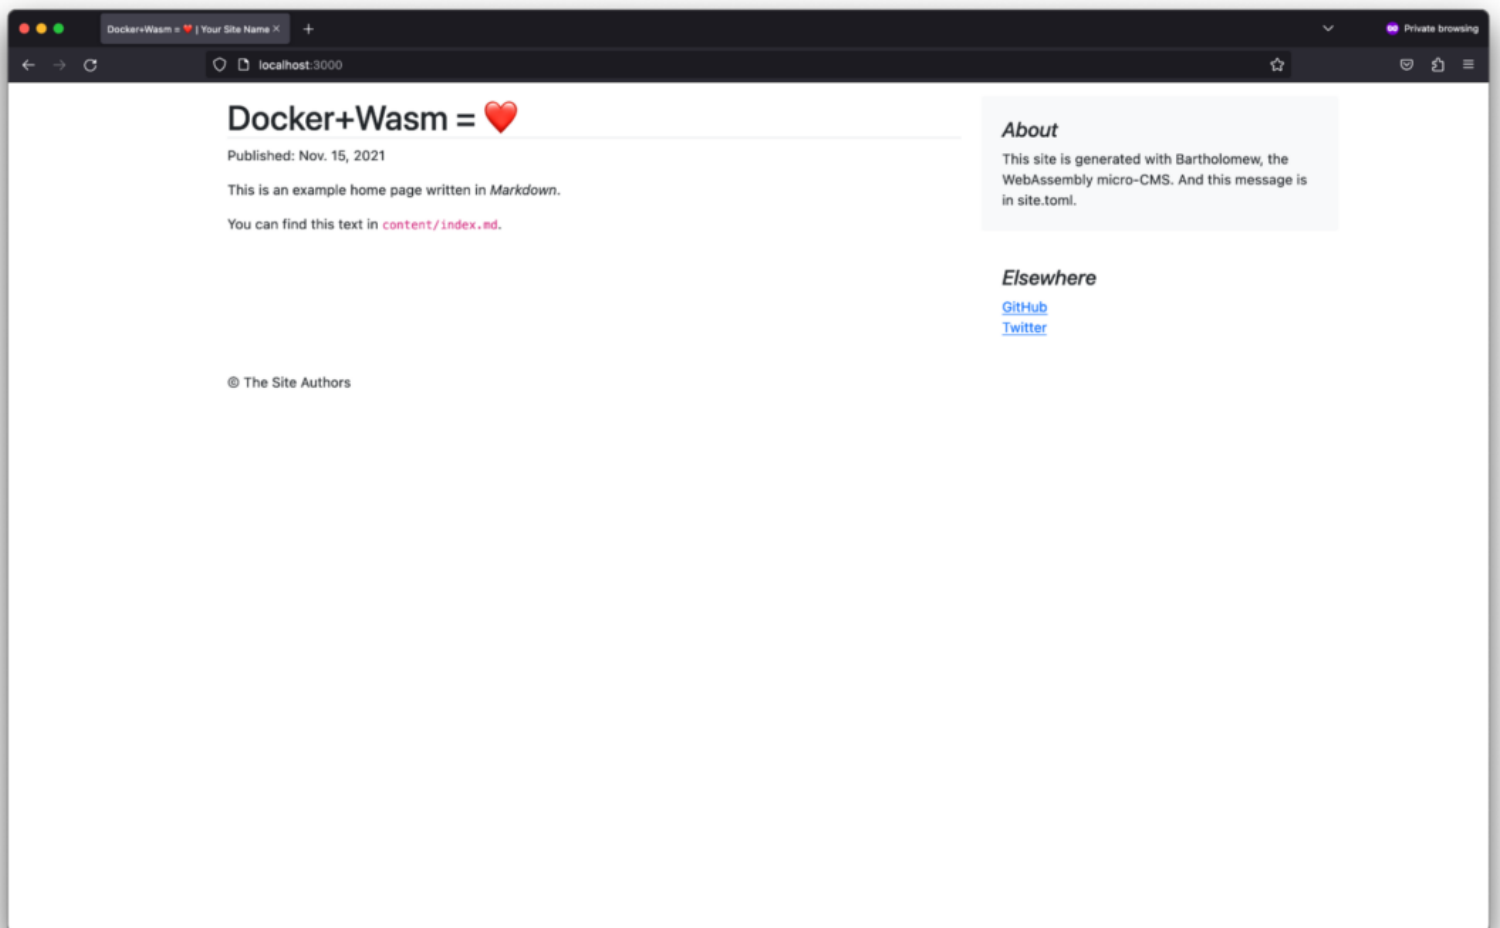 Docker+Wasm = ❤️ | Your Site Name
Private browsing
localhost:3000
Docker+Wasm = ❤️
Published: Nov. 15, 2021
This is an example home page written in Markdown.
You can find this text in content/index.md.
© The Site Authors
About
This site is generated with Bartholomew, the
WebAssembly micro-CMS. And this message is
in site.toml.
Elsewhere
GitHub
Twitter